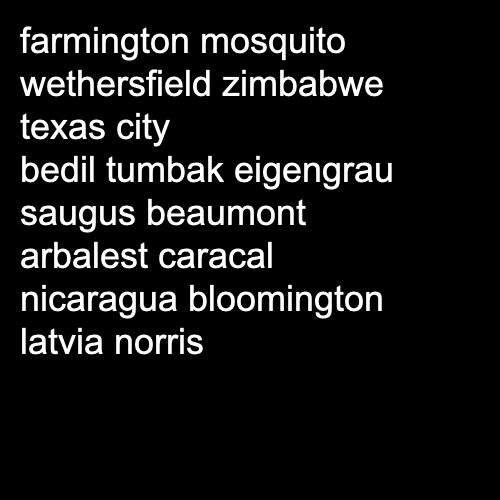 farmington mosquito
wethersfield zimbabwe
texas city
bedil tumbak eigengrau
saugus beaumont
arbalest caracal
nicaragua bloomington
latvia norris